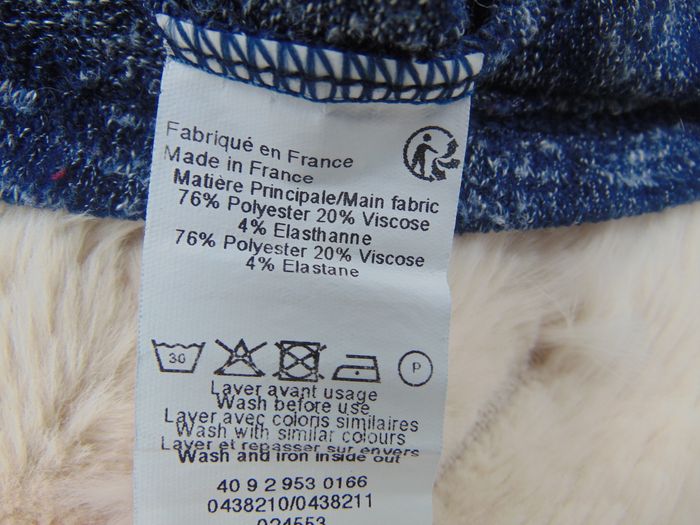 Fabriqué en France
Made in France
Matière Principale/Main fabric
76% Polyester 20% Viscose
4% Elasthanne
76% Polyester 20% Viscose
4% Elastane
30
P
Laver avant usage
Wash before use
Laver avec coloris similaires
Wash with similar colours
Laver et repasser sur envers
Wash and iron inside out
40 9 2 953 0166
0438210/0438211
024553